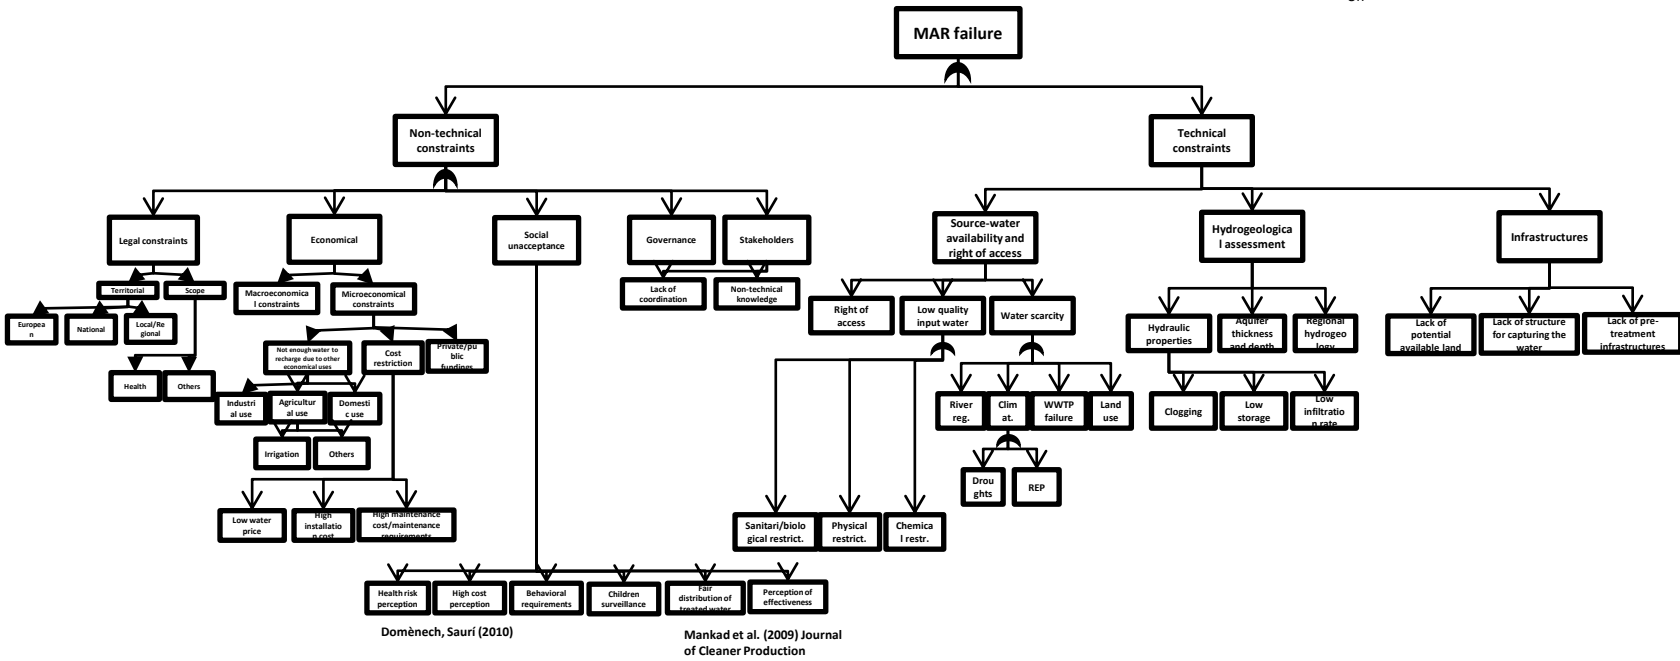 MAR failure
Non-technical
constraints
Technical
constraints
Legal constraints
Economical
Social
unacceptance
Governance
Stakeholders
Source-water
availability and
right of access
Hydrogeologica
l assessment
Infrastructures
Territorial
Scope
Macroeconomica
l constraints
Microeconomical
constraints
Lack of
coordination
Non-technical
knowledge
Right of
access
Low quality
input water
Water scarcity
Hydraulic
properties
Aquifer
thickness
and depth
Regional
hydrogeo
logy
Lack of
potential
available land
Lack of structure
for capturing the
water
Lack of pre-
treatment
infrastructures
Europea
n
National
Local/Re
gional
Not enough water to
recharge due to other
economical uses
Cost
restriction
Private/pu
blic
fundings
Health
Others
Industri
al use
Agricultur
al use
Domesti
c use
River
reg.
Clim
at.
WWTP
failure
Land
use
Clogging
Low
storage
Low
infiltratio
n rate
Irrigation
Others
Drou
ghts
REP
Low water
price
High
installatio
n cost
High maintenance
cost/maintenance
requirements
Sanitari/biolo
gical restrict.
Physical
restrict.
Chemica
l restr.
Health risk
perception
High cost
perception
Behavioral
requirements
Children
surveillance
Fair
distribution of
treated water
Perception of
effectiveness
Domènech, Saurí (2010)
Mankad et al. (2009) Journal
of Cleaner Production